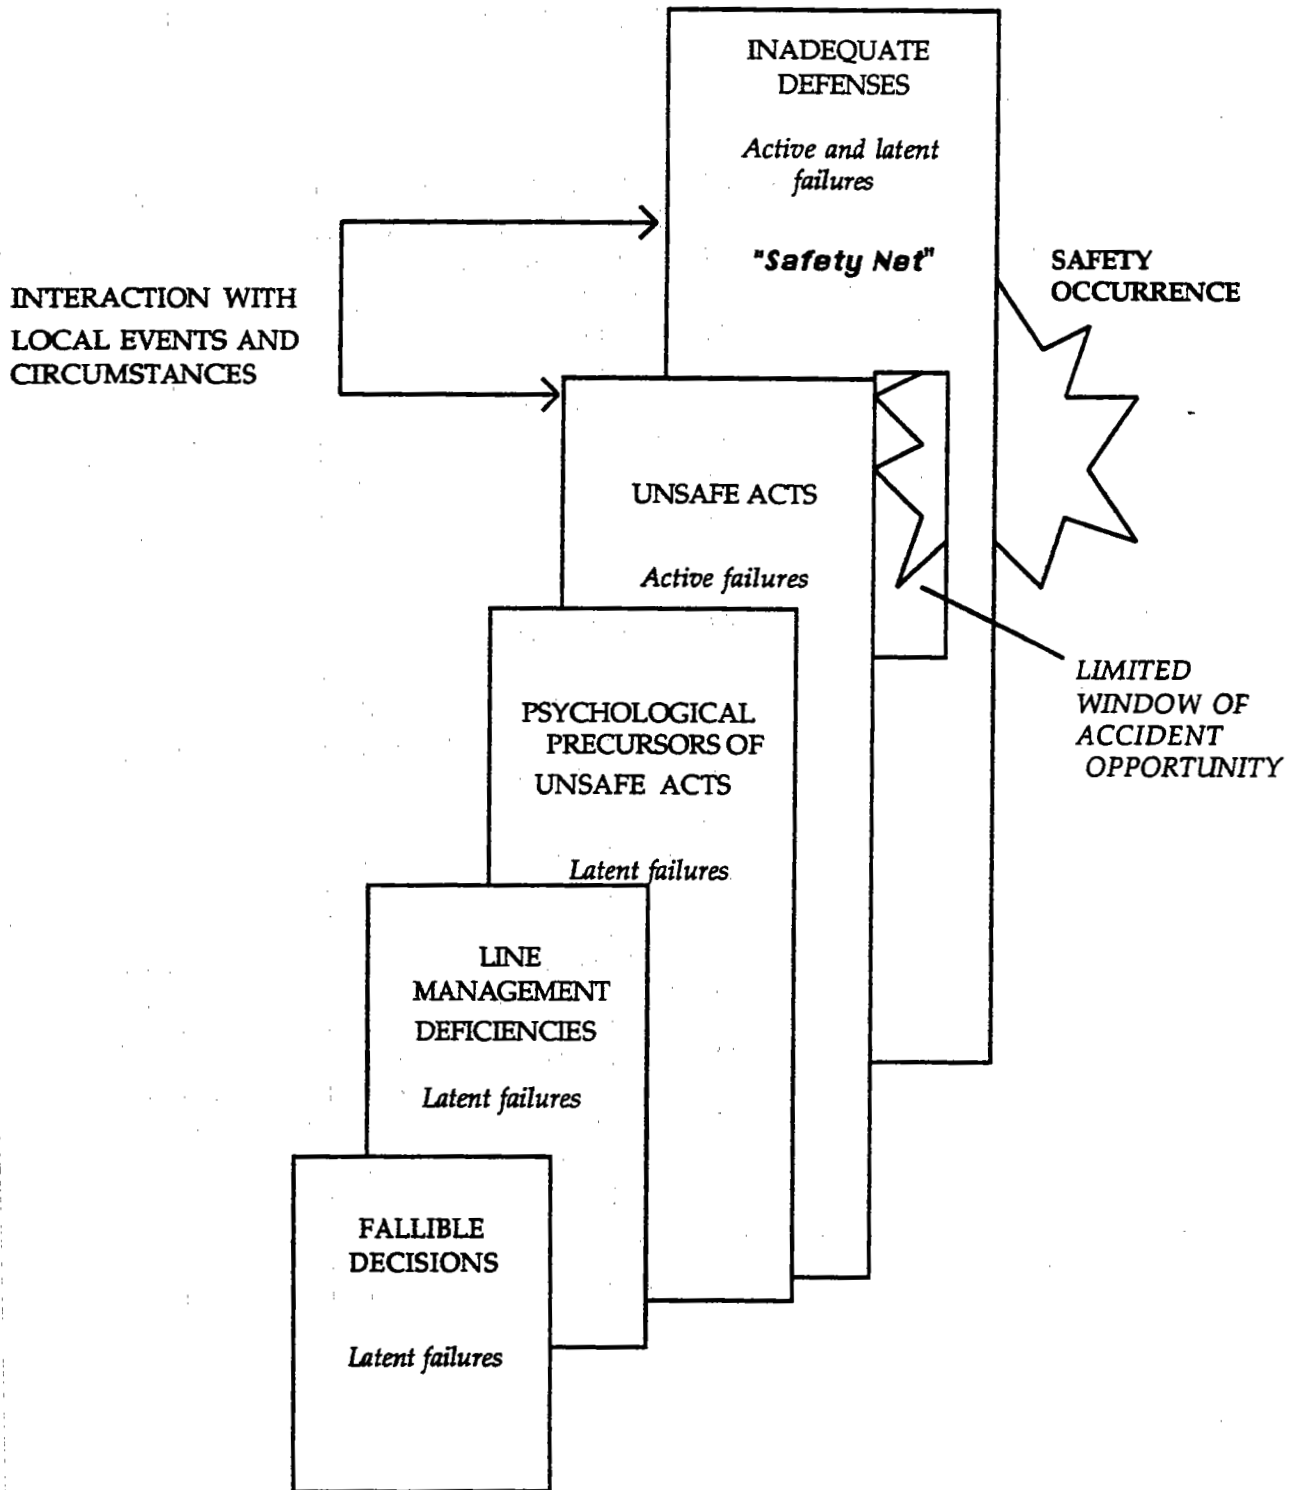 INADEQUATE
DEFENSES
Active and latent
failures
"Safety Net"
SAFETY
OCCURRENCE
INTERACTION WITH
LOCAL EVENTS AND
CIRCUMSTANCES
UNSAFE ACTS
Active failures
LIMITED
WINDOW OF
ACCIDENT
OPPORTUNITY
PSYCHOLOGICAL
PRECURSORS OF
UNSAFE ACTS
Latent failures
LINE
MANAGEMENT
DEFICIENCIES
Latent failures
FALLIBLE
DECISIONS
Latent failures